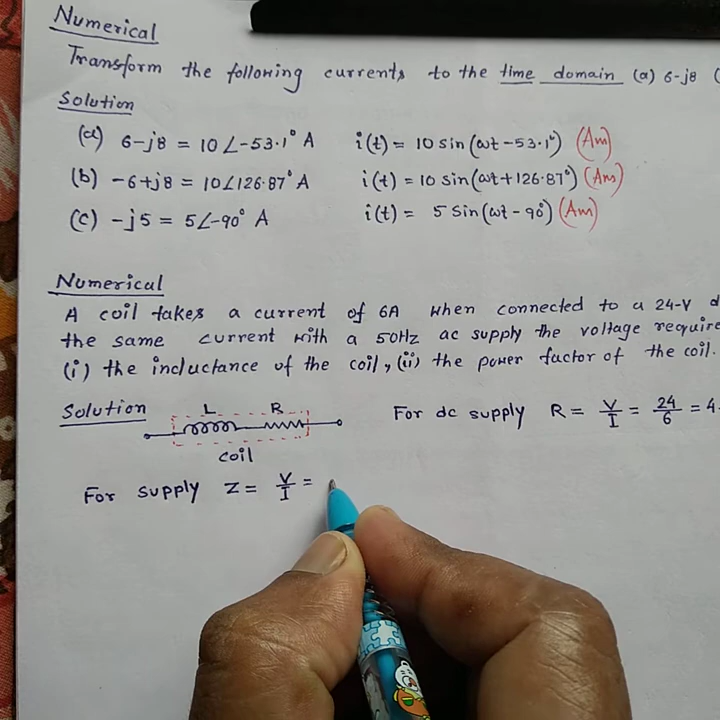 Numerical
Transform the following currents to the time domain (a) 6-j8 (
Solution
(a) 6-j8 = 10∠-53.1° A i(t) = 10 sin(ωt-53.1°) (Am)
(b) -6+j8 = 10∠126.87° A i(t) = 10 sin(ωt+126.87°) (Am)
(c) -j5 = 5∠-90° A i(t) = 5 sin(ωt-90°) (Am)
Numerical
A coil takes a current of 6A when connected to a 24-V d
the same current with a 50Hz ac supply the voltage require
(i) the inductance of the coil, (ii) the power factor of the coil.
Solution L R For dc supply R = V/I = 24/6 = 4.
coil
For supply Z = V/I =